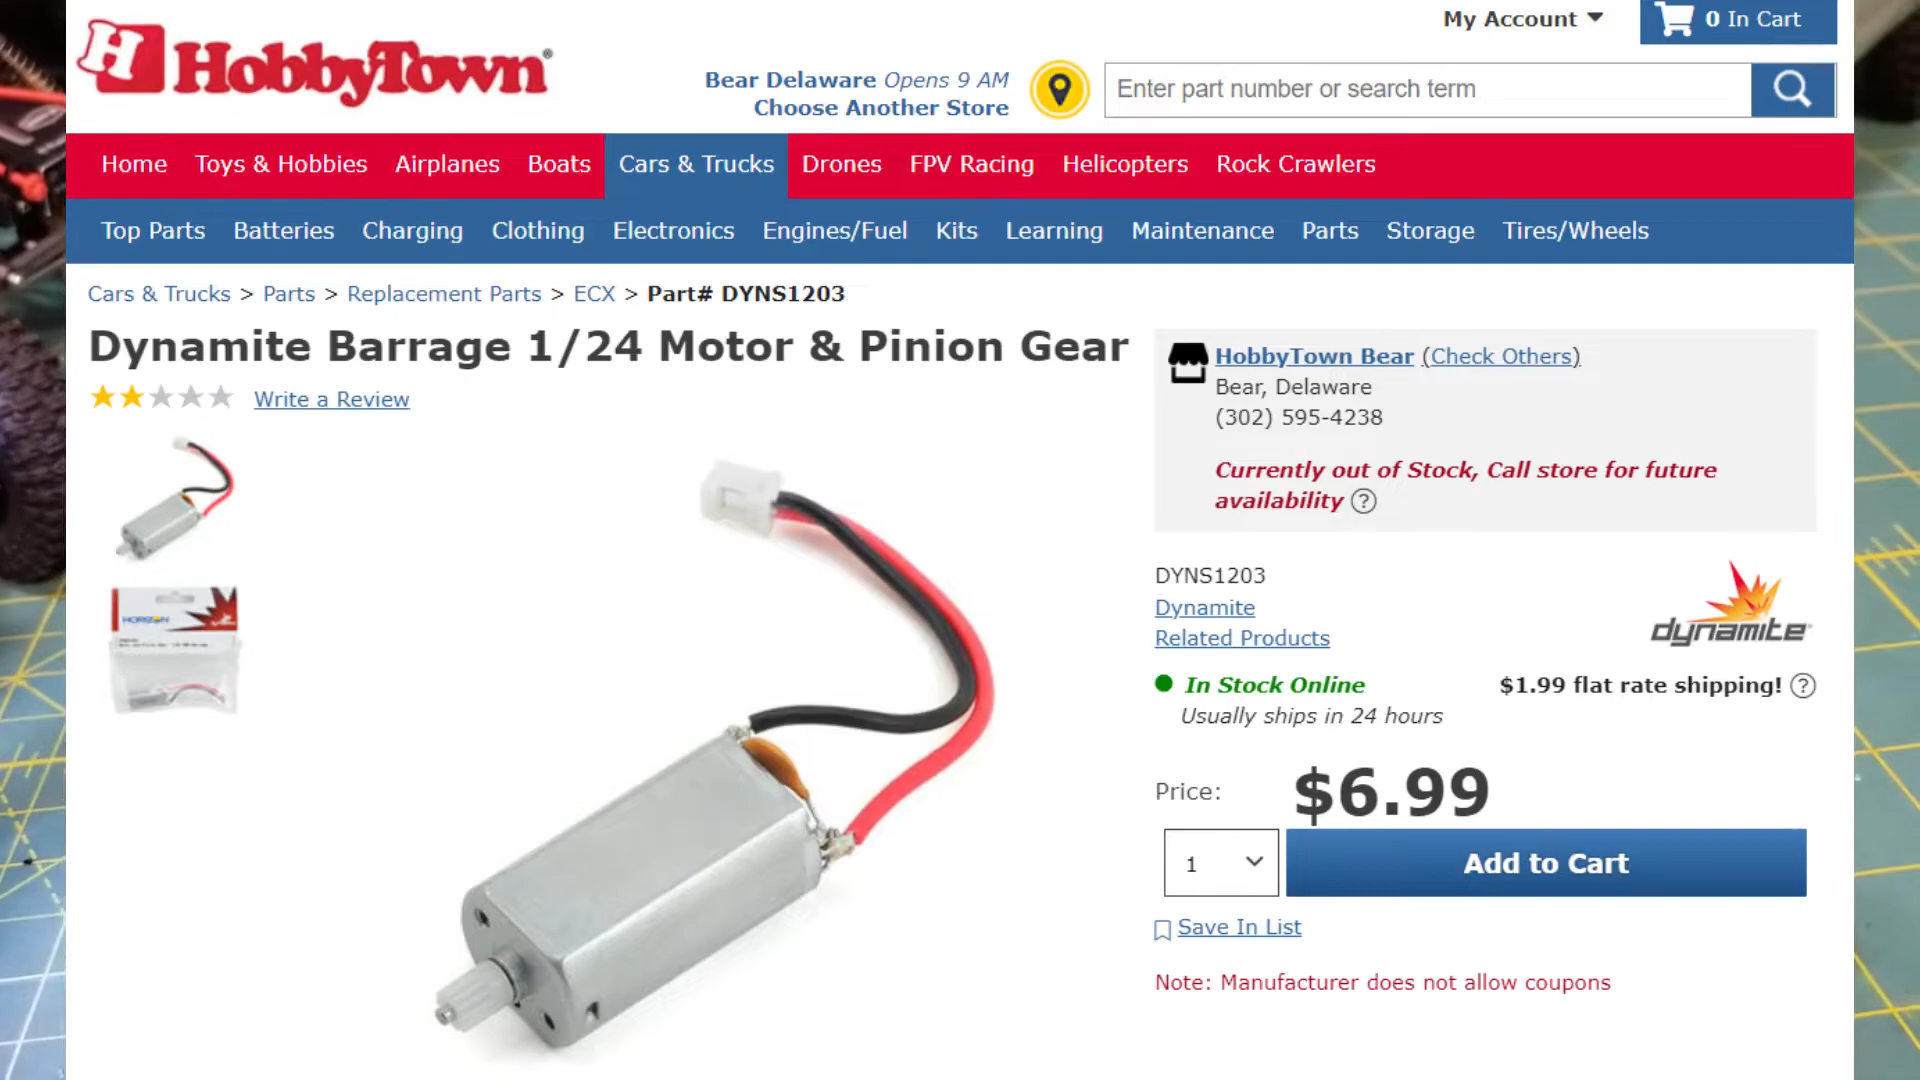 My Account
0 In Cart
H HobbyTown®
Bear Delaware Opens 9 AM
Choose Another Store
Enter part number or search term
Home Toys & Hobbies Airplanes Boats Cars & Trucks Drones FPV Racing Helicopters Rock Crawlers
Top Parts Batteries Charging Clothing Electronics Engines/Fuel Kits Learning Maintenance Parts Storage Tires/Wheels
Cars & Trucks > Parts > Replacement Parts > ECX > Part# DYNS1203
Dynamite Barrage 1/24 Motor & Pinion Gear
Write a Review
HORIZON
HobbyTown Bear (Check Others)
Bear, Delaware
(302) 595-4238
Currently out of Stock, Call store for future
availability ?
DYNS1203
Dynamite
Related Products
dynamite
In Stock Online
$1.99 flat rate shipping! ?
Usually ships in 24 hours
Price: $6.99
1
Add to Cart
Save In List
Note: Manufacturer does not allow coupons